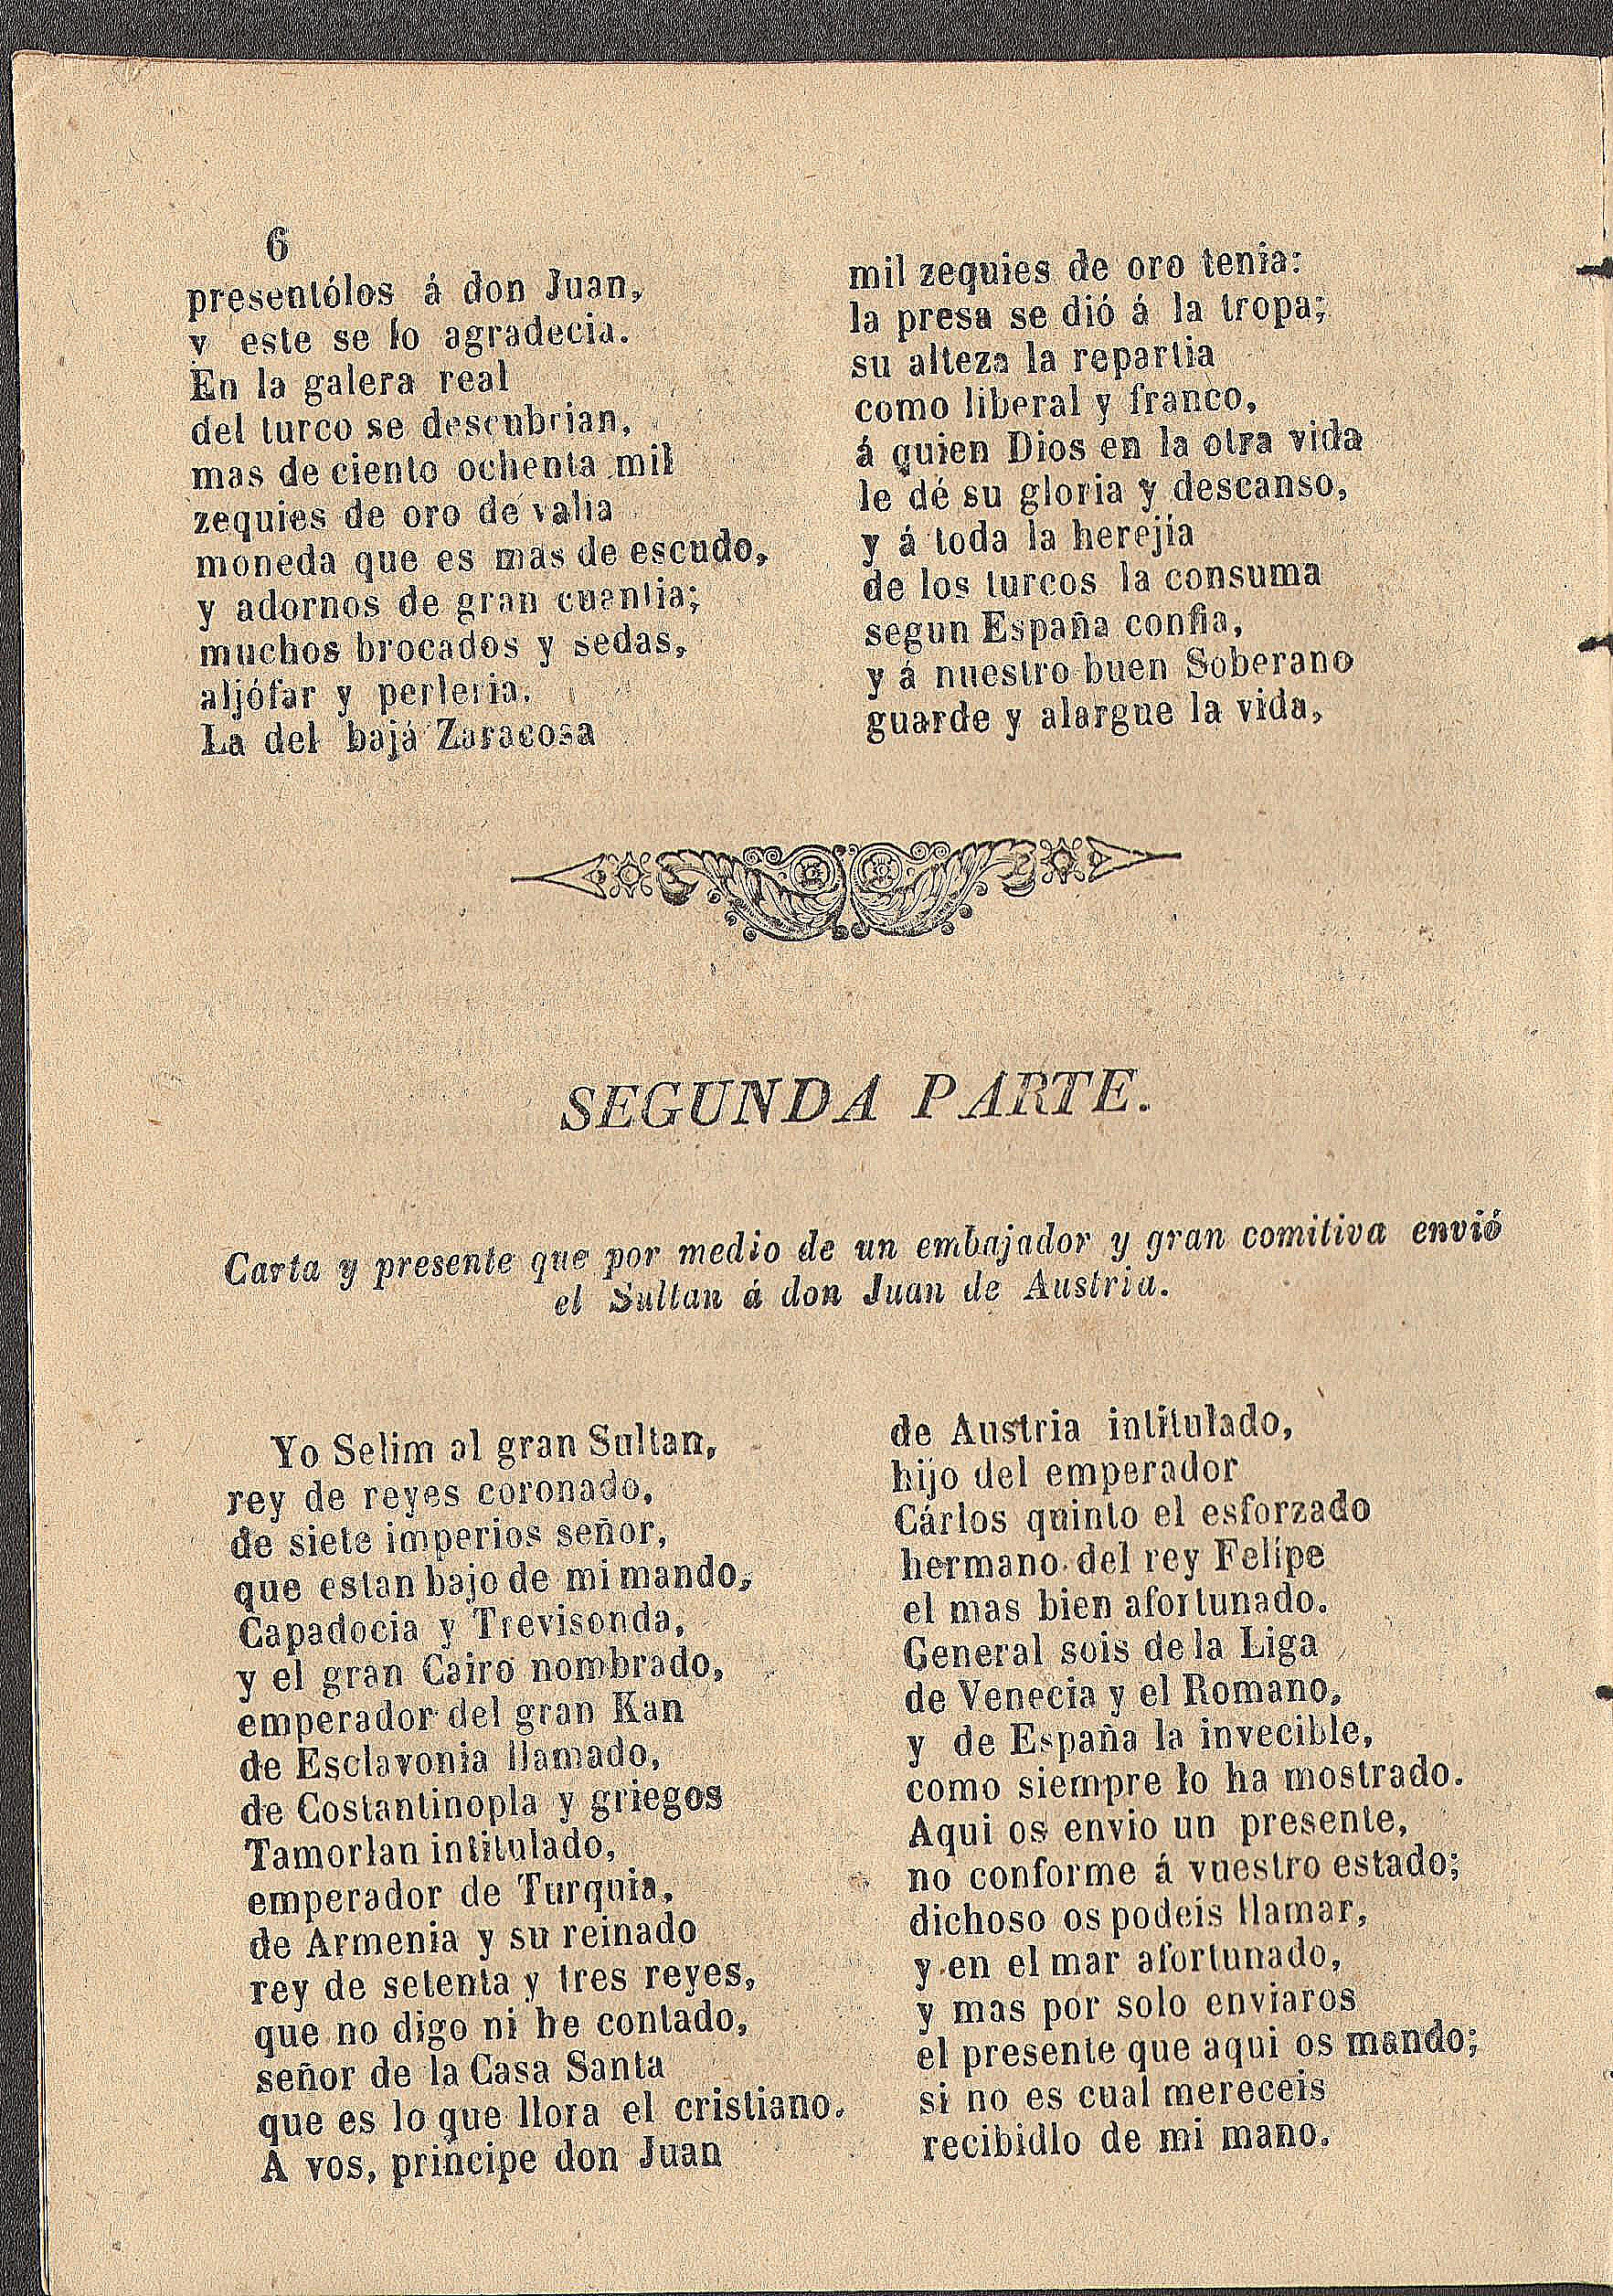 6
presentólos á don Juan,
y este se lo agradecia.
En la galera real
del turco se descubrian,
mas de ciento ochenta mil
zequies de oro de valia
moneda que es mas de escudo,
y adornos de gran cuantia;
muchos brocados y sedas,
aljófar y perleria.
La del bajá Zaracosa
mil zequies de oro tenia:
la presa se dió á la tropa;
su alteza la repartia
como liberal y franco,
á quien Dios en la otra vida
le dé su gloria y descanso,
y á toda la herejia
de los turcos la consuma
segun España confia,
y á nuestro buen Soberano
guarde y alargue la vida,
SEGUNDA PARTE.
Carta y presente que por medio de un embajador y gran comitiva envió
el Sultan á don Juan de Austria.
Yo Selim al gran Sultan,
rey de reyes coronado,
de siete imperios señor,
que estan bajo de mi mando,
Capadocia y Trevisonda,
y el gran Cairo nombrado,
emperador del gran Kan
de Esclavonia llamado,
de Costantinopla y griegos
Tamorlan intitulado,
emperador de Turquia,
de Armenia y su reinado
rey de setenta y tres reyes,
que no digo ni he contado,
señor de la Casa Santa
que es lo que llora el cristiano.
A vos, príncipe don Juan
de Austria intitulado,
hijo del emperador
Cárlos quinto el esforzado
hermano del rey Felipe
el mas bien afortunado.
General sois de la Liga
de Venecia y el Romano,
y de España la invecible,
como siempre lo ha mostrado.
Aqui os envio un presente,
no conforme á vuestro estado;
dichoso os podeis llamar,
y en el mar afortunado,
y mas por solo enviaros
el presente que aqui os mando;
si no es cual mereceis
recibidlo de mi mano.